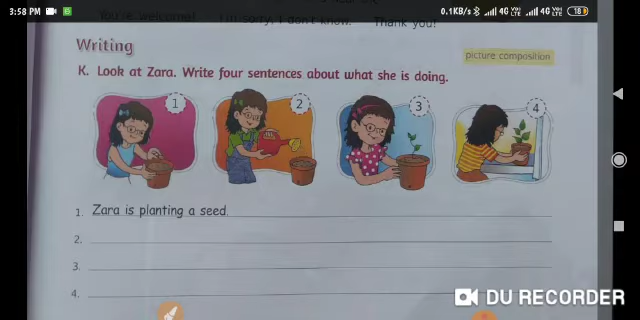 3:58 PM
0.1KB/s 4G VoLTE 4G VoLTE 18
You're welcome! I'm sorry, I don't know. Thank you!
Writing
picture composition
K. Look at Zara. Write four sentences about what she is doing.
1 2 3 4
1. Zara is planting a seed.
2.
3.
4.
DU RECORDER